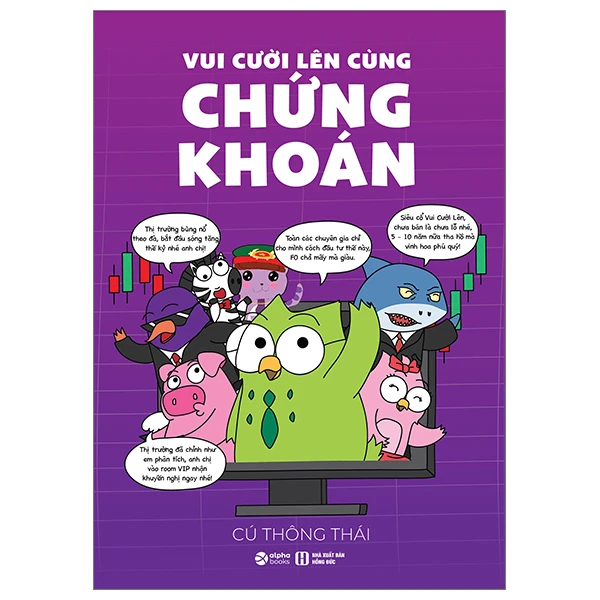 VUI CƯỜI LÊN CÙNG
CHỨNG
KHOÁN
Thị trường bùng nổ
theo đà, bắt đầu sóng tăng
thế kỷ nhé anh chị!
Toàn các chuyên gia chỉ
cho mình cách đầu tư thế này,
F0 chả mấy mà giàu.
Siêu cổ Vui Cười Lên,
chưa bán là chưa lỗ nhé,
5 - 10 năm nữa tha hồ mà
vinh hoa phú quý!
Thị trường đã chỉnh như
em phân tích, anh chị
vào room VIP nhận
khuyến nghị ngay nhé!
CÚ THÔNG THÁI
alpha
books
NHÀ XUẤT BẢN
HỒNG ĐỨC